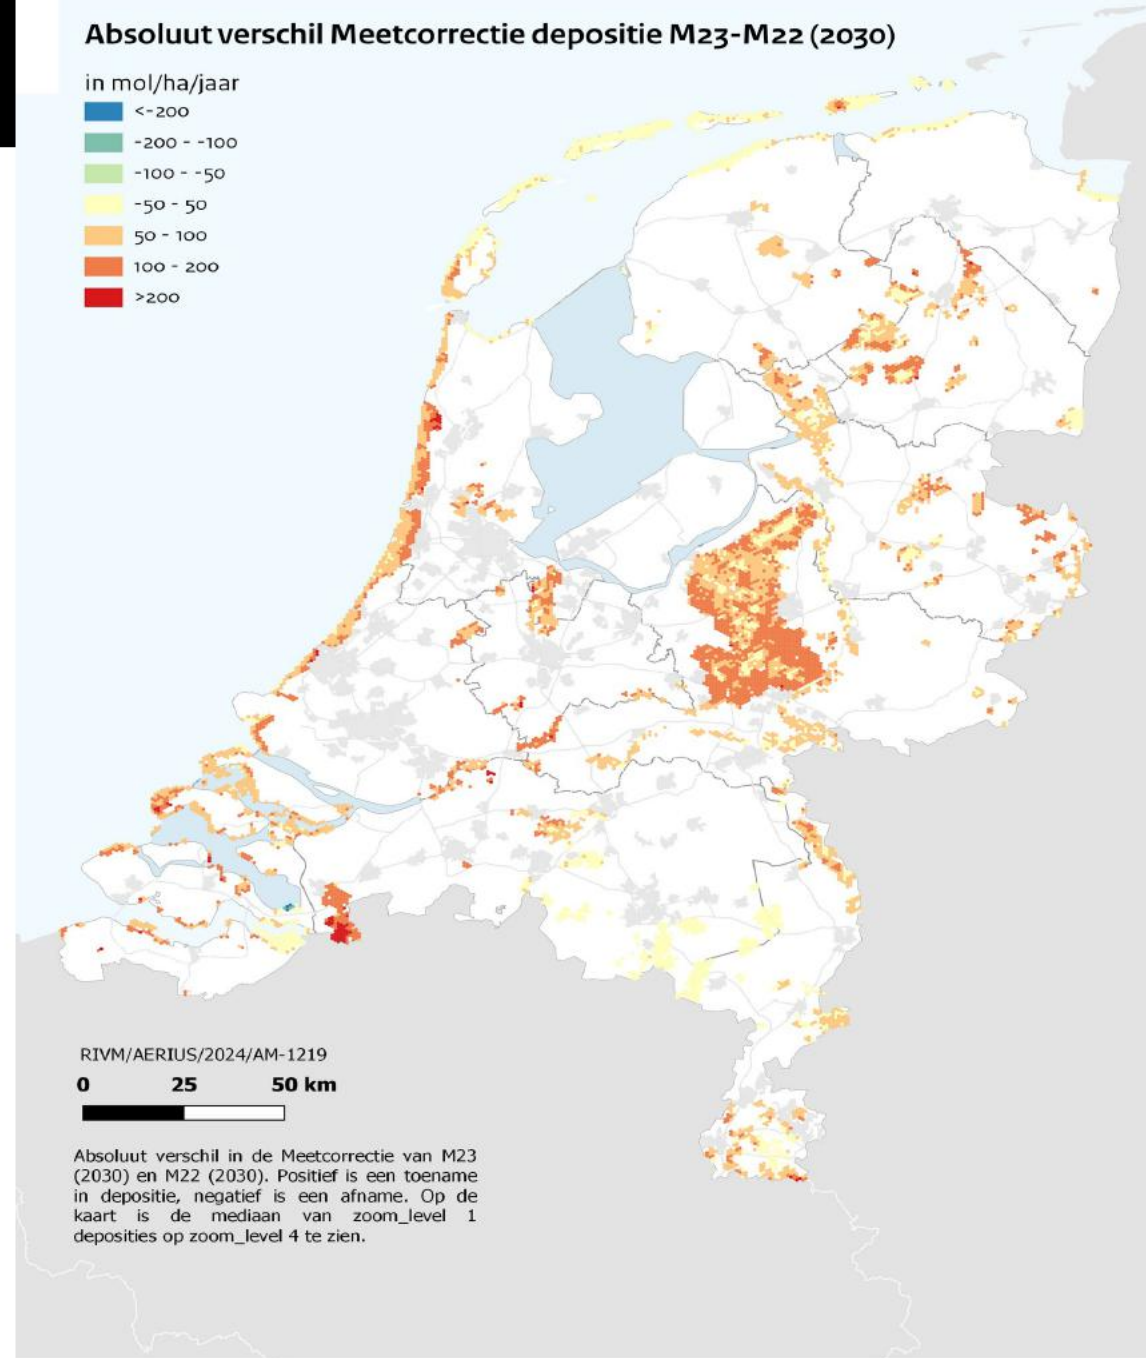 Absoluut verschil Meetcorrectie depositie M23-M22 (2030)
in mol/ha/jaar
<-200
-200 - -100
-100 - -50
-50 - 50
50 - 100
100 - 200
>200
RIVM/AERIUS/2024/AM-1219
0 25 50 km
Absoluut verschil in de Meetcorrectie van M23
(2030) en M22 (2030). Positief is een toename
in depositie, negatief is een afname. Op de
kaart is de mediaan van zoom_level 1
deposities op zoom_level 4 te zien.